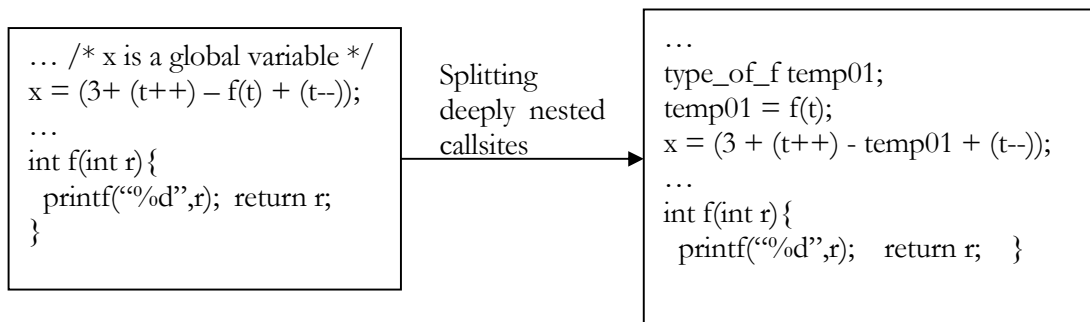 … /* x is a global variable */
x = (3+ (t++) – f(t) + (t--));
…
int f(int r){
printf(“%d”,r); return r;
}
Splitting
deeply nested
callsites
…
type_of_f temp01;
temp01 = f(t);
x = (3 + (t++) - temp01 + (t--));
…
int f(int r){
printf(“%d”,r); return r; }